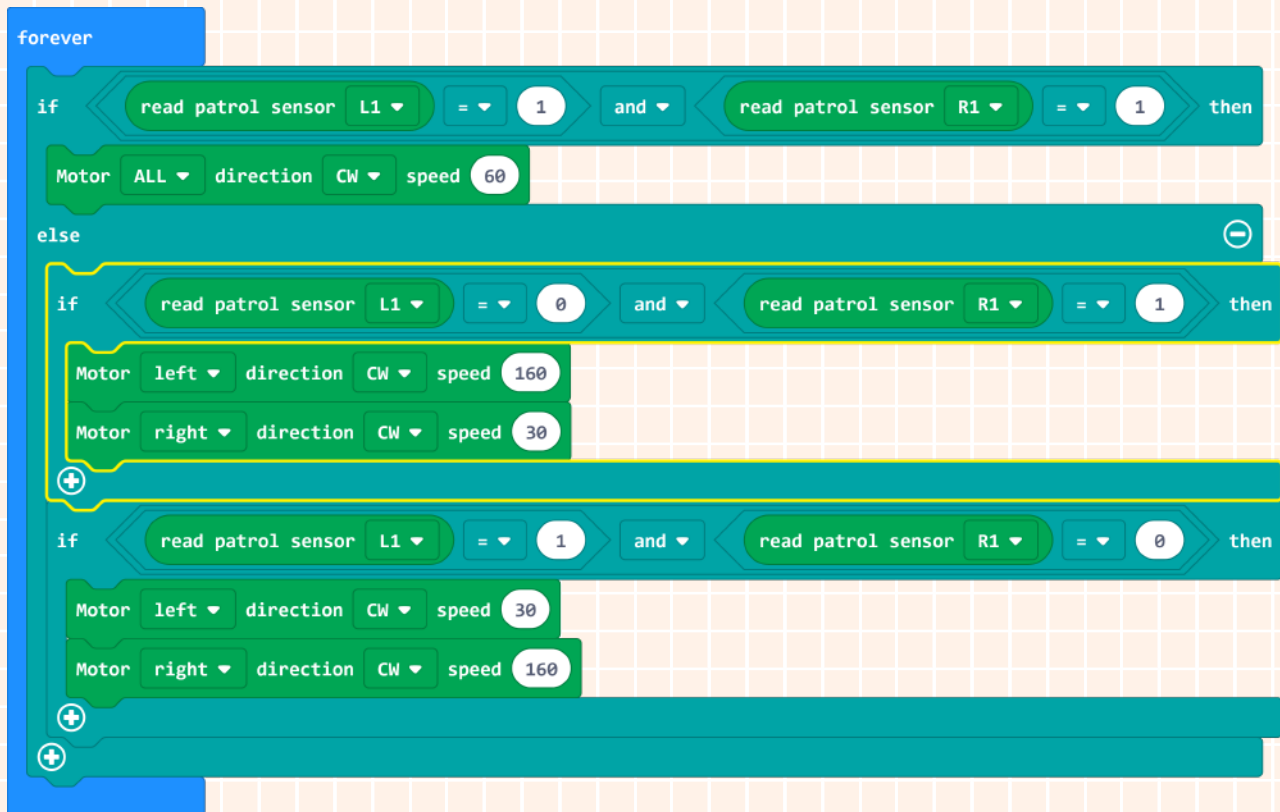 forever
if read patrol sensor L1 = 1 and read patrol sensor R1 = 1 then
Motor ALL direction CW speed 60
else
if read patrol sensor L1 = 0 and read patrol sensor R1 = 1 then
Motor left direction CW speed 160
Motor right direction CW speed 30
if read patrol sensor L1 = 1 and read patrol sensor R1 = 0 then
Motor left direction CW speed 30
Motor right direction CW speed 160